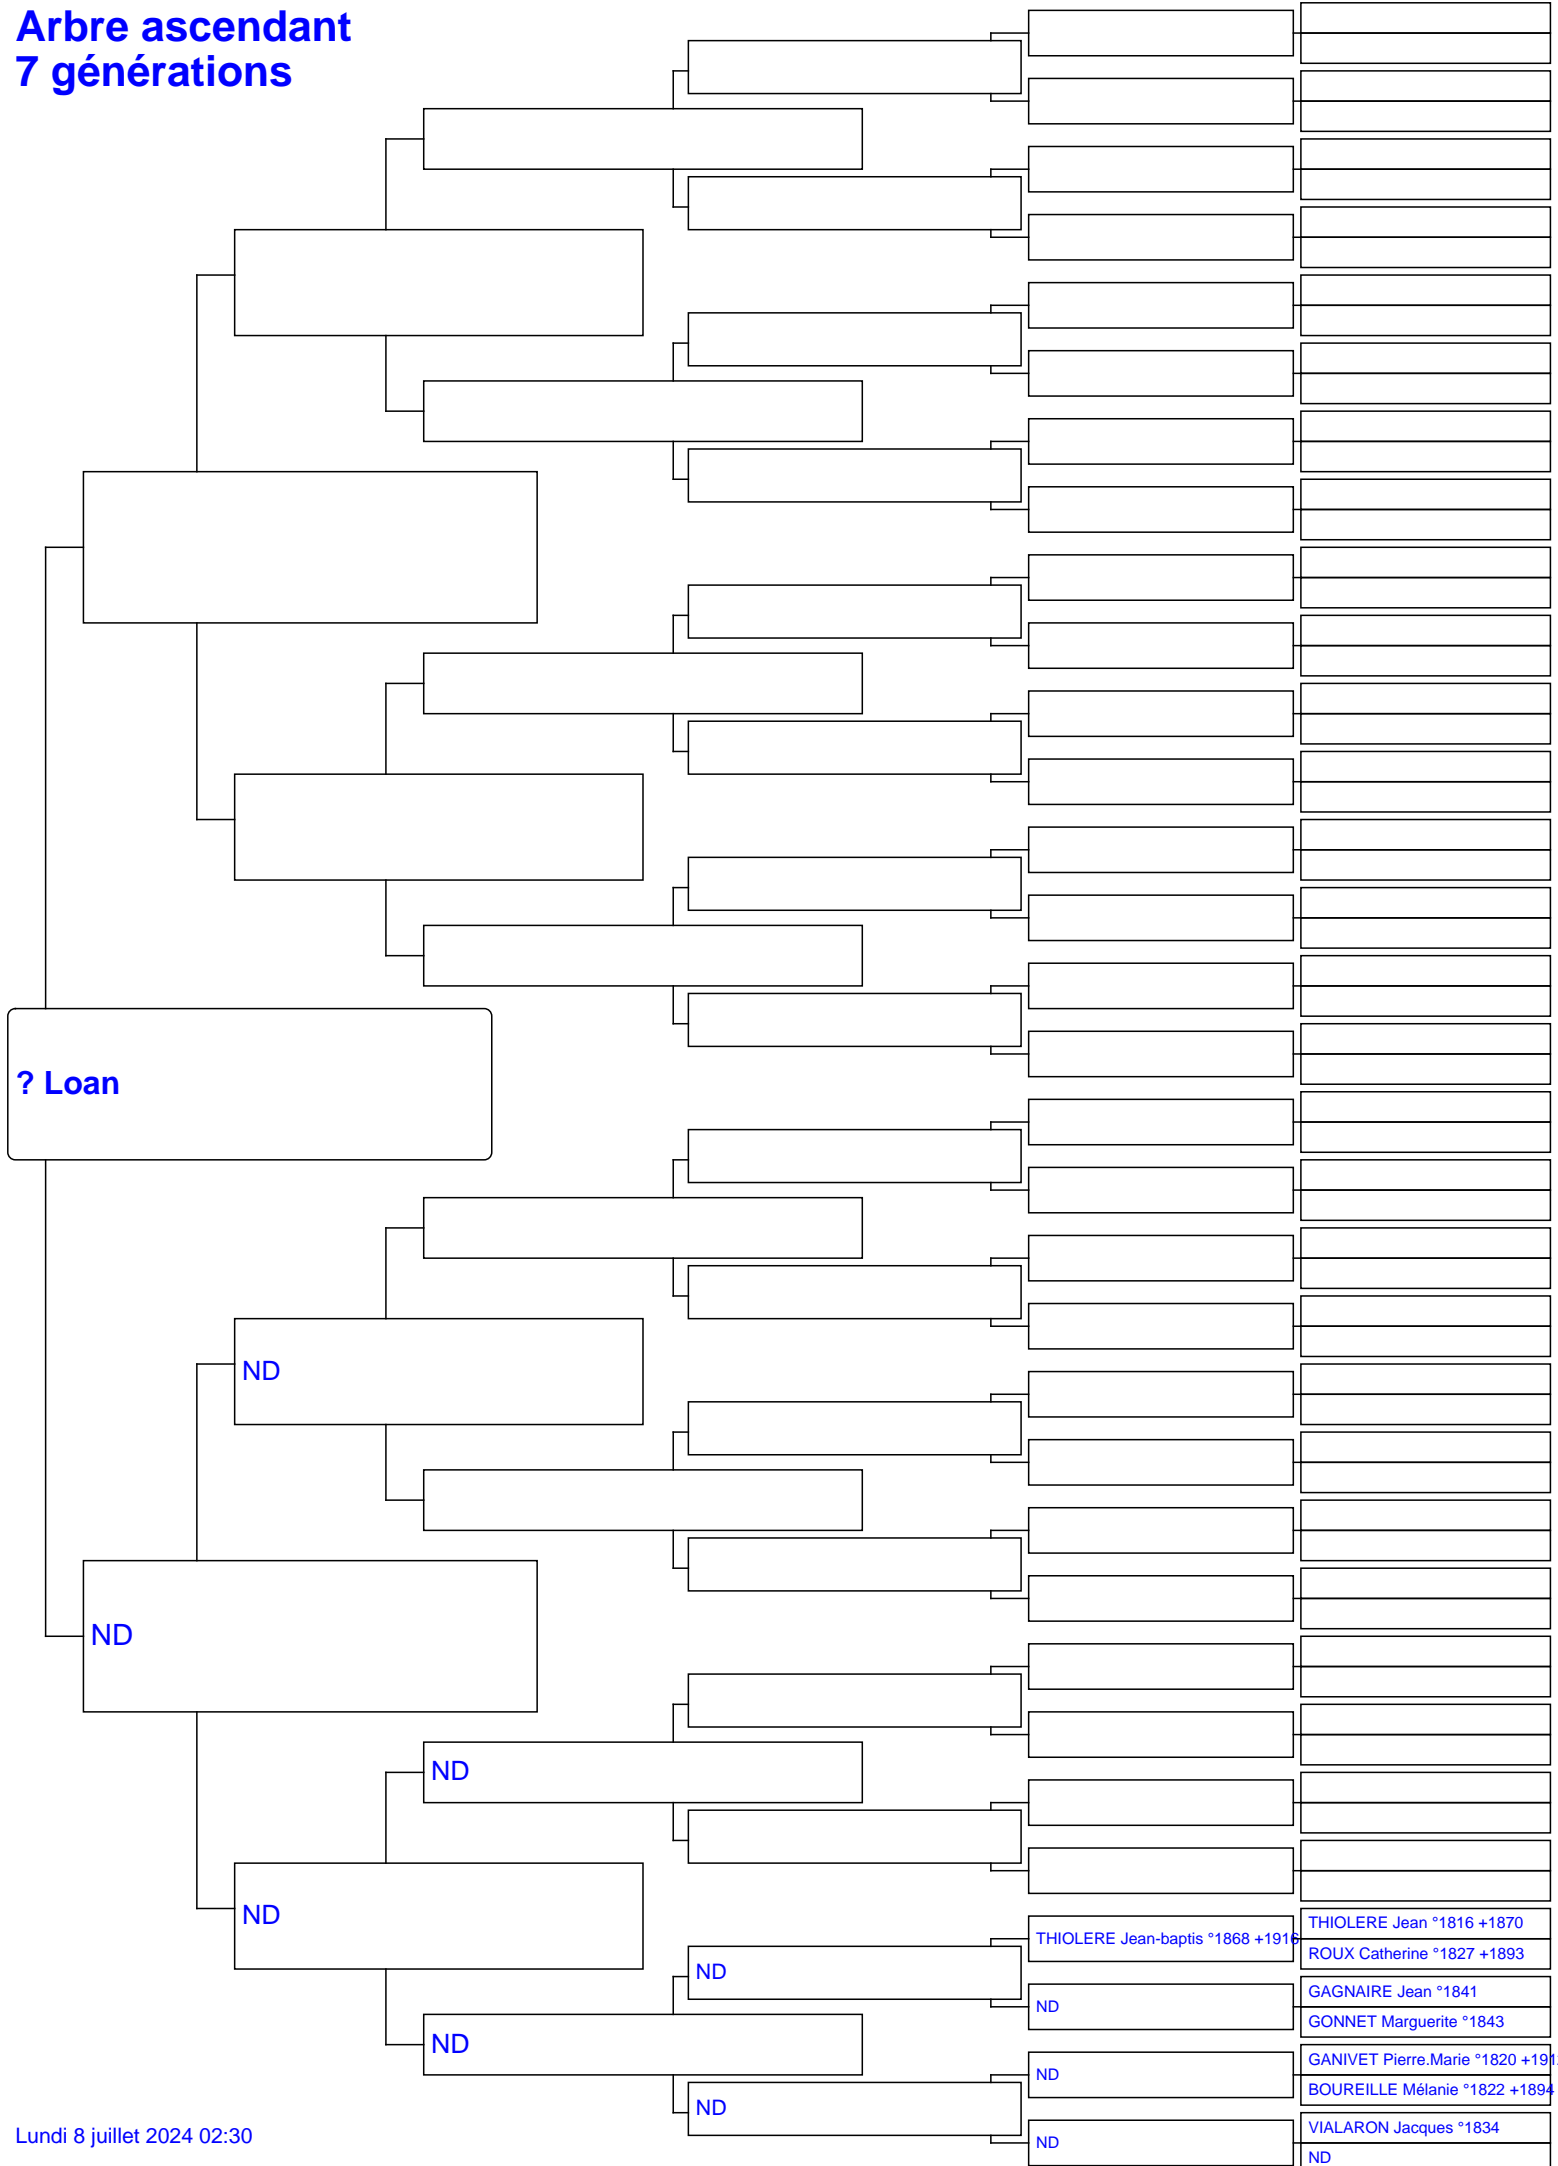 Arbre ascendant
7 générations
? Loan
ND
ND
ND
ND
ND
ND
ND
THIOLERE Jean-baptis °1868 +1916
ND
ND
ND
THIOLERE Jean °1816 +1870
ROUX Catherine °1827 +1893
GAGNAIRE Jean °1841
GONNET Marguerite °1843
GANIVET Pierre.Marie °1820 +191
BOUREILLE Mélanie °1822 +1894
VIALARON Jacques °1834
ND
Lundi 8 juillet 2024 02:30